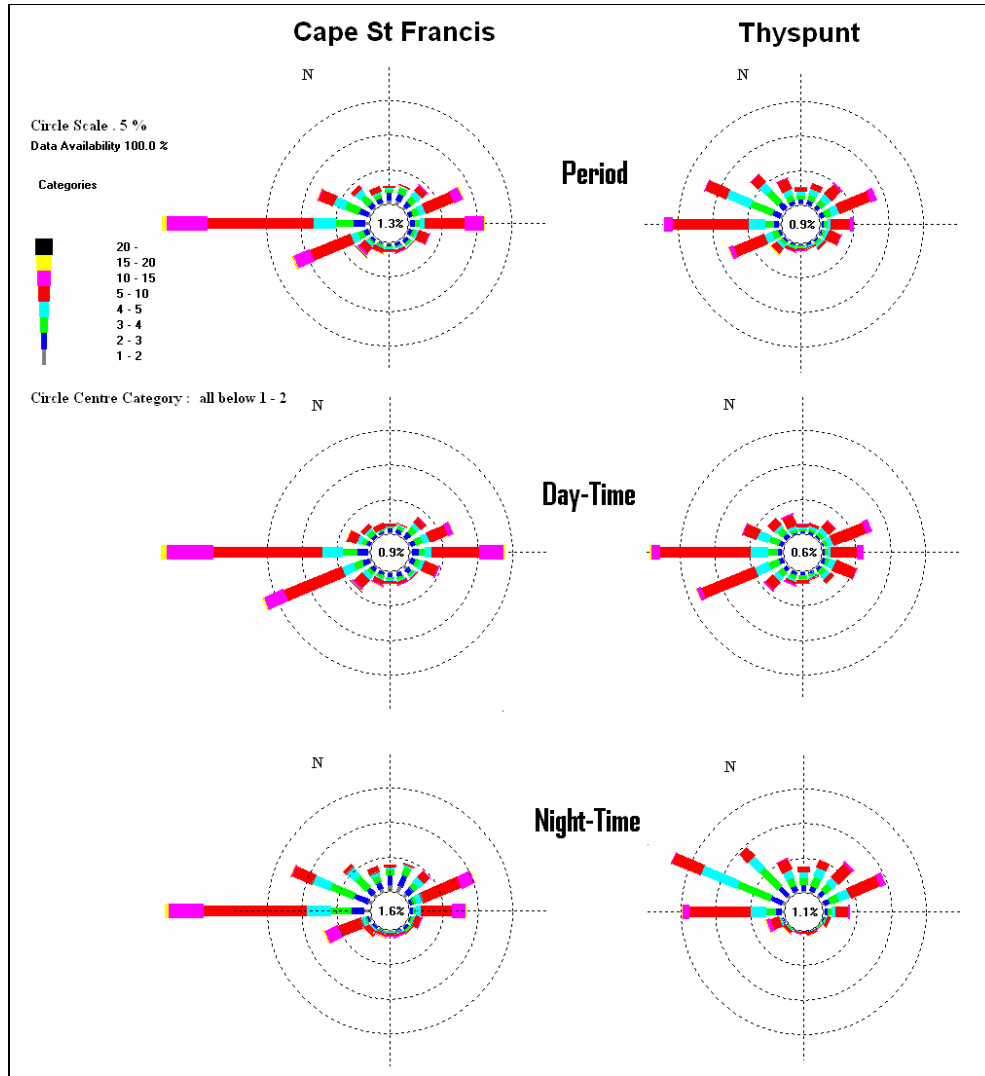 Cape St Francis
Thyspunt
N
N
Circle Scale . 5 %
Data Availability 100.0 %
Categories
20 -
15 - 20
10 - 15
5 - 10
4 - 5
3 - 4
2 - 3
1 - 2
Period
1.3%
0.9%
Circle Centre Category : all below 1 - 2
N
N
Day-Time
0.9%
0.6%
N
N
Night-Time
1.6%
1.1%